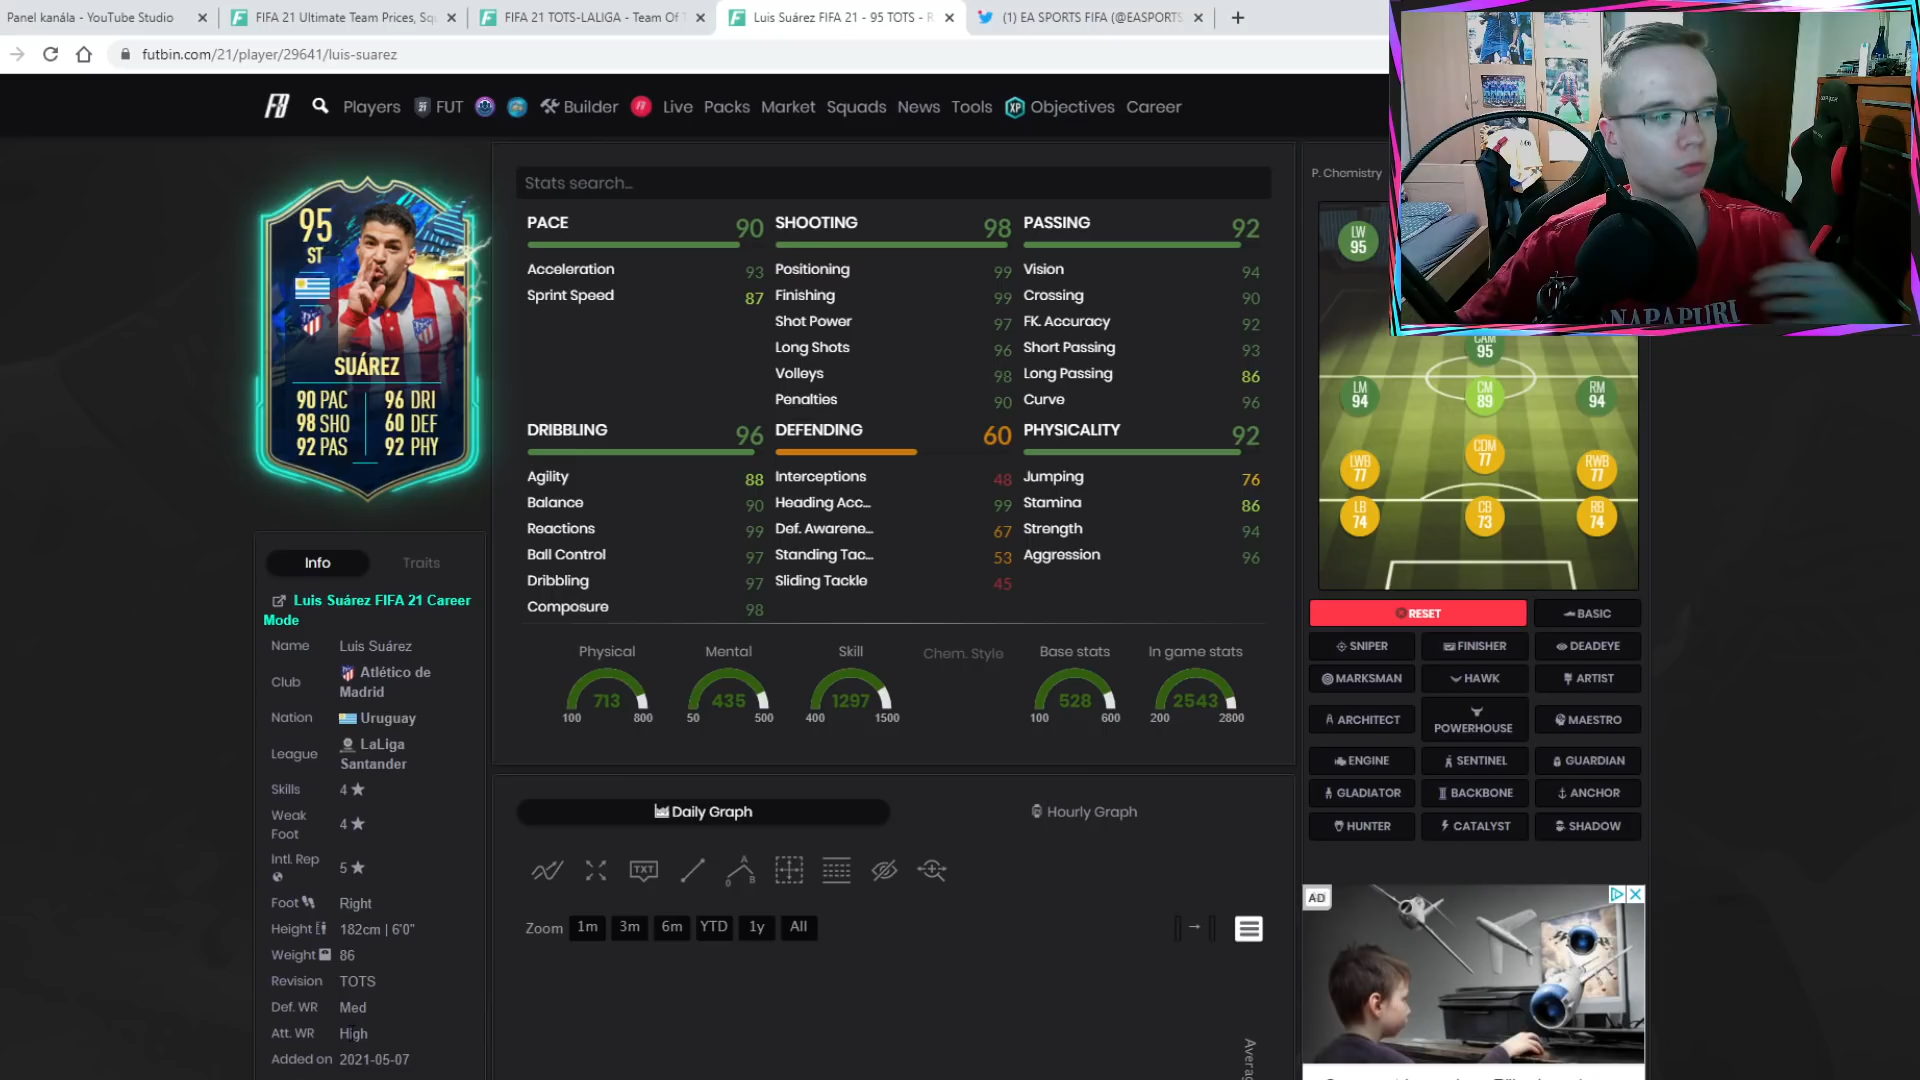 Panel kanála - YouTube Studio
FIFA 21 Ultimate Team Prices, Squ
FIFA 21 TOTS-LALIGA - Team Of T
Luis Suárez FIFA 21 - 95 TOTS - R
(1) EA SPORTS FIFA (@EASPORTS
futbin.com/21/player/29641/luis-suarez
FB Players FUT Builder Live Packs Market Squads News Tools XP Objectives Career
95
ST
SUÁREZ
90 PAC 96 DRI
98 SHO 60 DEF
92 PAS 92 PHY
Stats search...
PACE 90
Acceleration 93
Sprint Speed 87
SHOOTING 98
Positioning 99
Finishing 99
Shot Power 97
Long Shots 96
Volleys 98
Penalties 90
PASSING 92
Vision 94
Crossing 90
FK. Accuracy 92
Short Passing 93
Long Passing 86
Curve 96
DRIBBLING 96
Agility 88
Balance 90
Reactions 99
Ball Control 97
Dribbling 97
Composure 98
DEFENDING 60
Interceptions 48
Heading Acc... 99
Def. Awarene... 67
Standing Tac... 53
Sliding Tackle 45
PHYSICALITY 92
Jumping 76
Stamina 86
Strength 94
Aggression 96
Physical Mental Skill Chem. Style Base stats In game stats
713 435 1297 528 2543
100 800 50 500 400 1500 100 600 200 2800
Info Traits
Luis Suárez FIFA 21 Career
Mode
Name Luis Suárez
Club Atlético de
Madrid
Nation Uruguay
League LaLiga
Santander
Skills 4
Weak
Foot 4
Intl. Rep 5
Foot Right
Height 182cm | 6'0"
Weight 86
Revision TOTS
Def. WR Med
Att. WR High
Added on 2021-05-07
Daily Graph
Hourly Graph
TXT
A
0 B
Zoom 1m 3m 6m YTD 1y All
→
Averag
P. Chemistry
NAPAPIJRI
LW
95
CAM
95
LM
94
CM
89
RM
94
LWB
77
CDM
77
RWB
77
LB
74
CB
73
RB
74
RESET BASIC
SNIPER FINISHER DEADEYE
MARKSMAN HAWK ARTIST
ARCHITECT POWERHOUSE MAESTRO
ENGINE SENTINEL GUARDIAN
GLADIATOR BACKBONE ANCHOR
HUNTER CATALYST SHADOW
AD